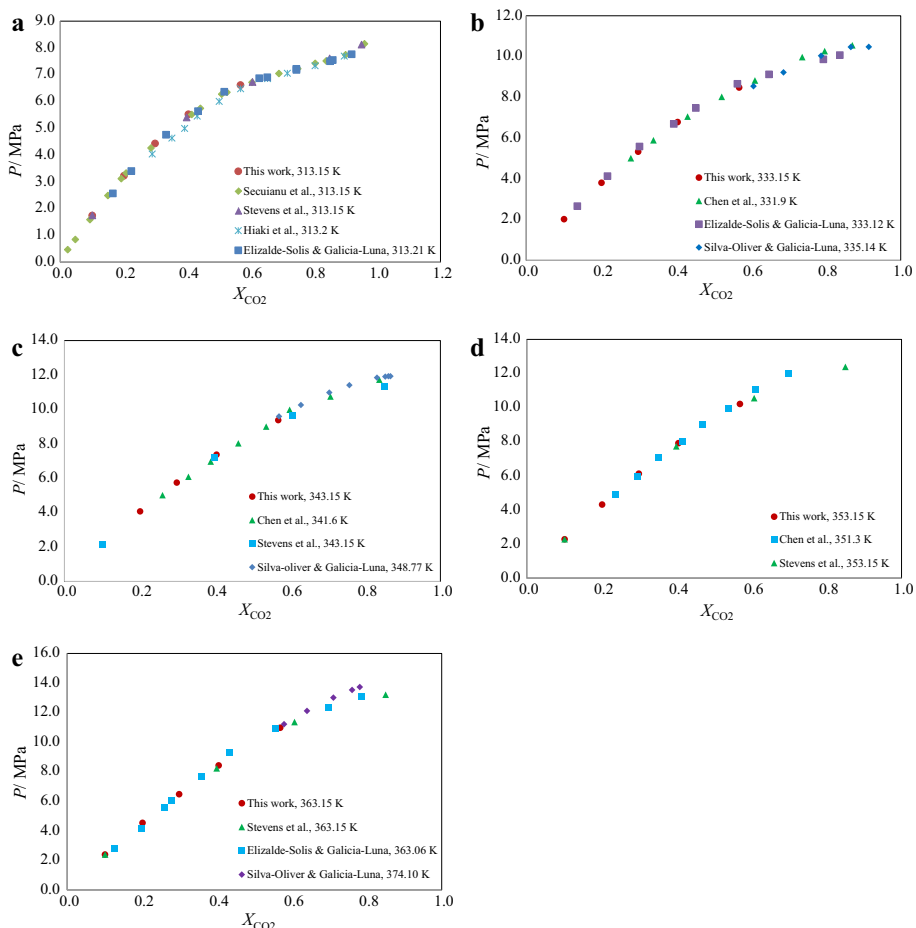 a
9.0
8.0
7.0
6.0
5.0
4.0
3.0
2.0
1.0
0.0
P/ MPa
This work, 313.15 K
Secuianu et al., 313.15 K
Stevens et al., 313.15 K
Hiaki et al., 313.2 K
Elizalde-Solis & Galicia-Luna, 313.21 K
0.0 0.2 0.4 0.6 0.8 1.0 1.2
XCO2
b
12.0
10.0
8.0
6.0
4.0
2.0
0.0
P/ MPa
This work, 333.15 K
Chen et al., 331.9 K
Elizalde-Solis & Galicia-Luna, 333.12 K
Silva-Oliver & Galicia-Luna, 335.14 K
0.0 0.2 0.4 0.6 0.8 1.0
XCO2
c
14.0
12.0
10.0
8.0
6.0
4.0
2.0
0.0
P/ MPa
This work, 343.15 K
Chen et al., 341.6 K
Stevens et al., 343.15 K
Silva-oliver & Galicia-Luna, 348.77 K
0.0 0.2 0.4 0.6 0.8 1.0
XCO2
d
14.0
12.0
10.0
8.0
6.0
4.0
2.0
0.0
P/ MPa
This work, 353.15 K
Chen et al., 351.3 K
Stevens et al., 353.15 K
0.0 0.2 0.4 0.6 0.8 1.0
XCO2
e
16.0
14.0
12.0
10.0
8.0
6.0
4.0
2.0
0.0
P/ MPa
This work, 363.15 K
Stevens et al., 363.15 K
Elizalde-Solis & Galicia-Luna, 363.06 K
Silva-Oliver & Galicia-Luna, 374.10 K
0.0 0.2 0.4 0.6 0.8 1.0
XCO2